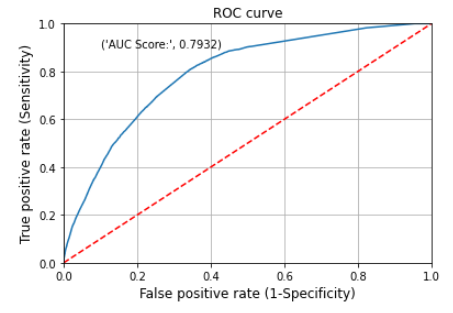 ROC curve
1.0
('AUC Score:', 0.7932)
0.8
0.6
0.4
0.2
0.0
True positive rate (Sensitivity)
0.0 0.2 0.4 0.6 0.8 1.0
False positive rate (1-Specificity)